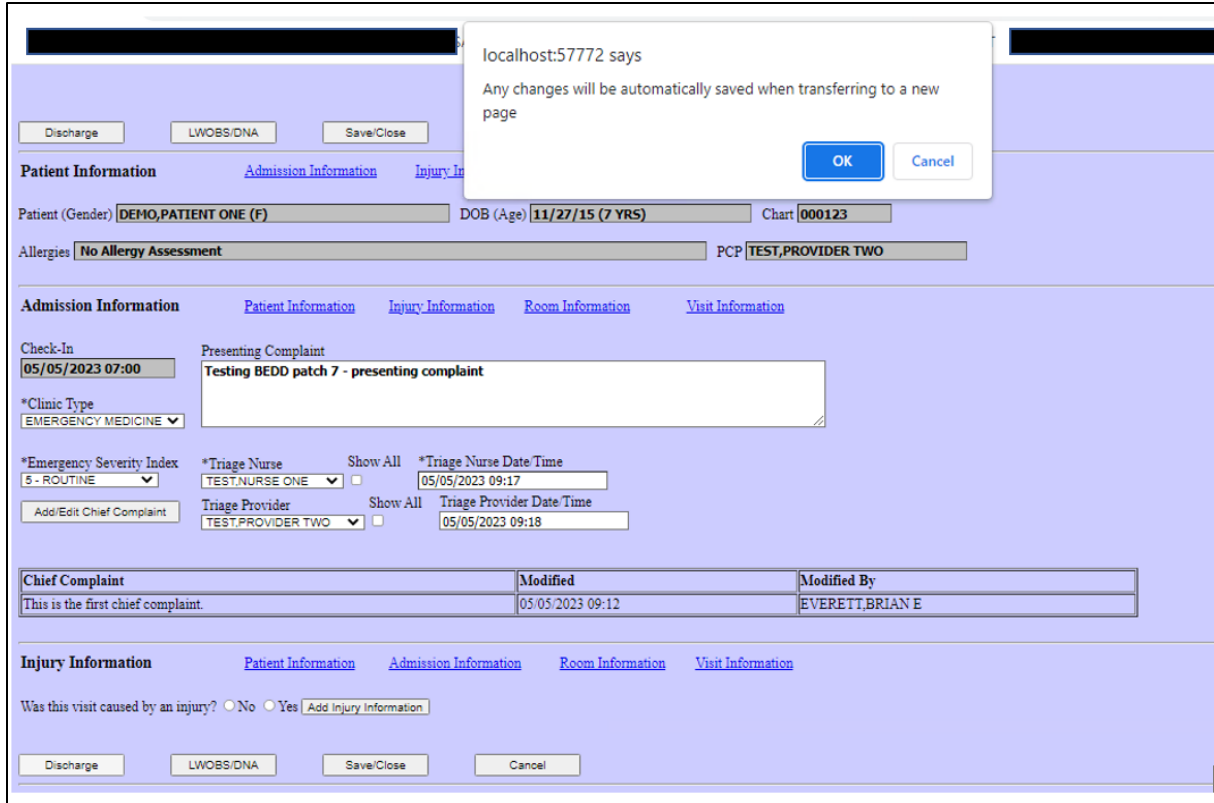 localhost:57772 says
Any changes will be automatically saved when transferring to a new
page
OK Cancel
Discharge LWOBS/DNA Save/Close
Patient Information Admission Information
Patient (Gender) DEMO,PATIENT ONE (F) DOB (Age) 11/27/15 (7 YRS) Chart 000123
Allergies No Allergy Assessment PCP TEST,PROVIDER TWO
Admission Information Patient Information Injury Information Room Information Visit Information
Check-In Presenting Complaint
05/05/2023 07:00 Testing BEDD patch 7 - presenting complaint
*Clinic Type
EMERGENCY MEDICINE
*Emergency Severity Index *Triage Nurse Show All *Triage Nurse Date/Time
5 - ROUTINE TEST,NURSE ONE 05/05/2023 09:17
Add/Edit Chief Complaint Triage Provider Show All Triage Provider Date/Time
TEST,PROVIDER TWO 05/05/2023 09:18
Chief Complaint Modified Modified By
This is the first chief complaint. 05/05/2023 09:12 EVERETT,BRIAN E
Injury Information Patient Information Admission Information Room Information Visit Information
Was this visit caused by an injury? No Yes Add Injury Information
Discharge LWOBS/DNA Save/Close Cancel